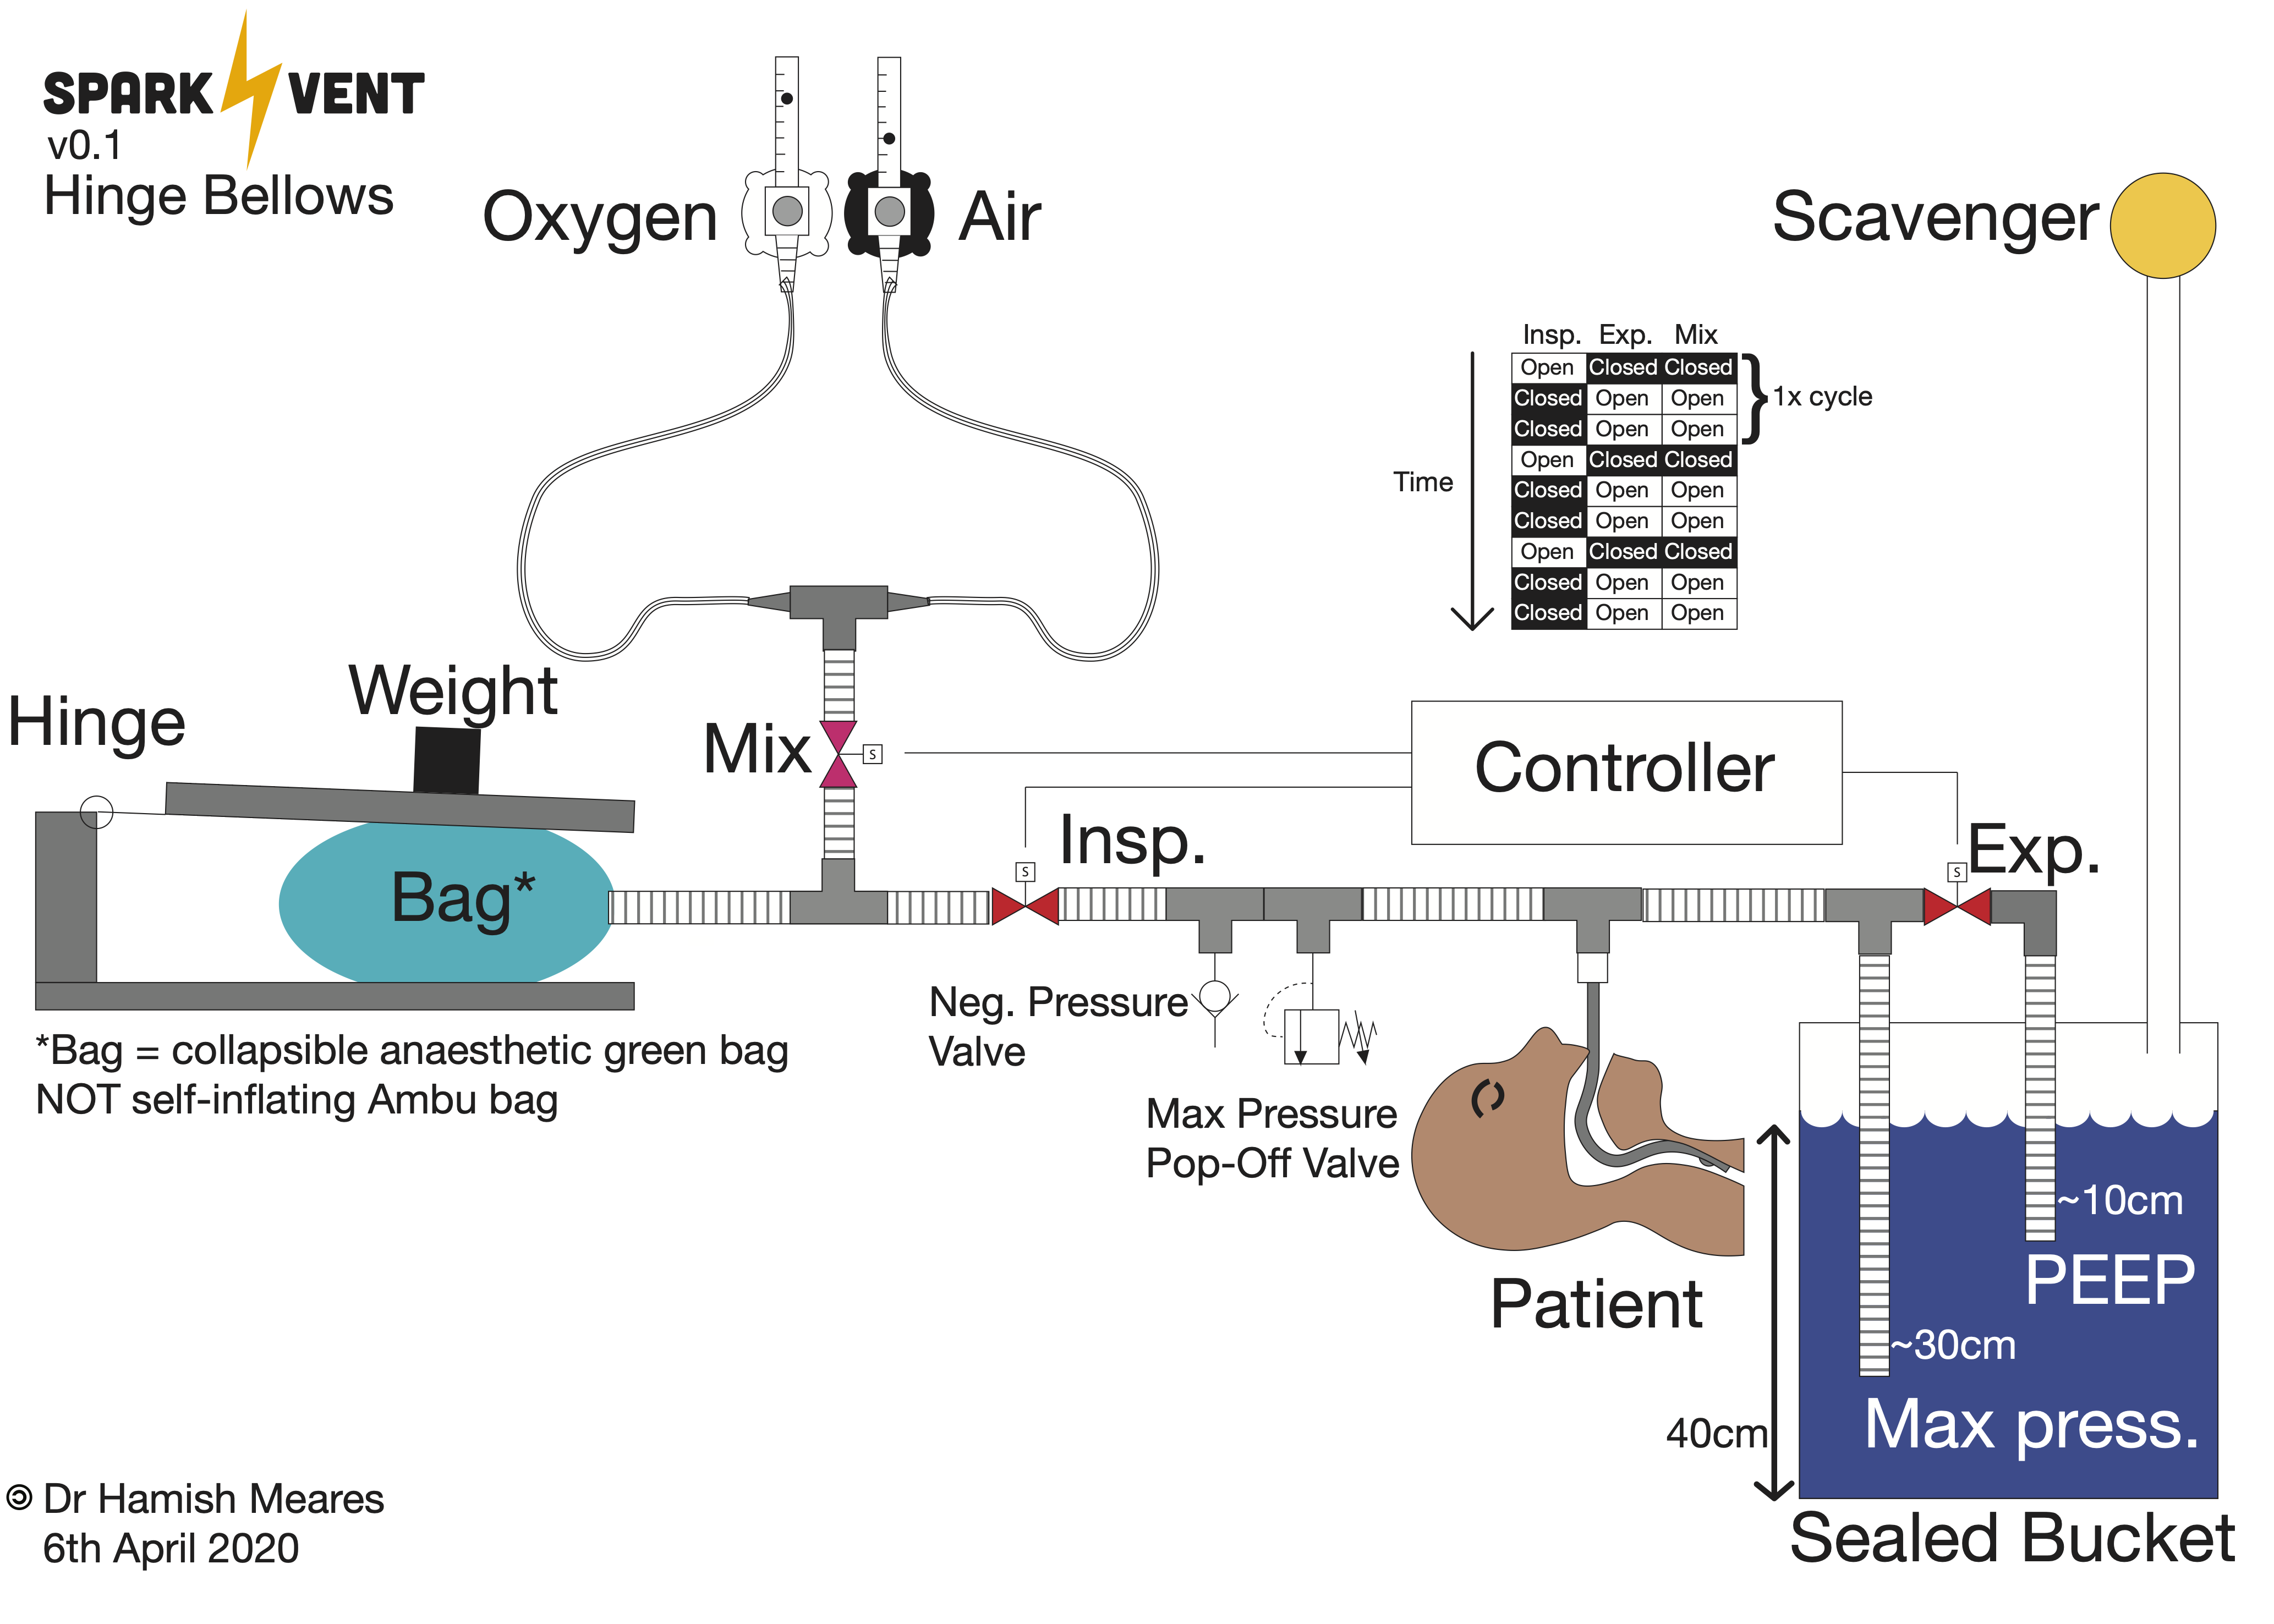 SPARK VENT
v0.1
Hinge Bellows
Oxygen
Air
Scavenger
Insp. Exp. Mix
Open Closed Closed
Closed Open Open
Closed Open Open
Open Closed Closed
Closed Open Open
Closed Open Open
Open Closed Closed
Closed Open Open
Closed Open Open
1x cycle
Time
Hinge
Weight
Mix
S
Controller
Insp.
S
Exp.
S
Bag*
*Bag = collapsible anaesthetic green bag
NOT self-inflating Ambu bag
Neg. Pressure
Valve
Max Pressure
Pop-Off Valve
Patient
~10cm
PEEP
~30cm
Max press.
40cm
Sealed Bucket
🄯 Dr Hamish Meares
6th April 2020